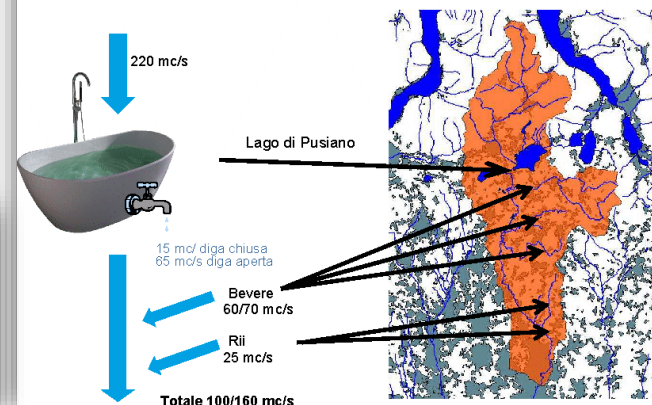 220 mc/s
Lago di Pusiano
15 mc/ diga chiusa
65 mc/s diga aperta
Bevere
60/70 mc/s
Rii
25 mc/s
Totale 100/160 mc/s